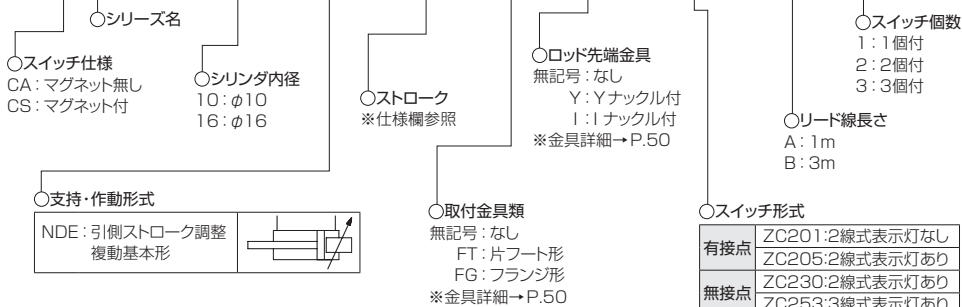 ○シリーズ名
○スイッチ仕様
CA：マグネット無し
CS：マグネット付
○シリンダ内径
10：φ10
16：φ16
○ストローク
※仕様欄参照
○ロッド先端金具
無記号：なし
Y：Yナックル付
I：Iナックル付
※金具詳細→P.50
○スイッチ個数
1：1個付
2：2個付
3：3個付
○リード線長さ
A：1m
B：3m
○支持・作動形式
NDE：引側ストローク調整
複動基本形
○取付金具類
無記号：なし
FT：片フート形
FG：フランジ形
※金具詳細→P.50
○スイッチ形式
有接点
ZC201：2線式表示灯なし
ZC205：2線式表示灯あり
無接点
ZC230：2線式表示灯あり
ZC253：3線式表示灯あり